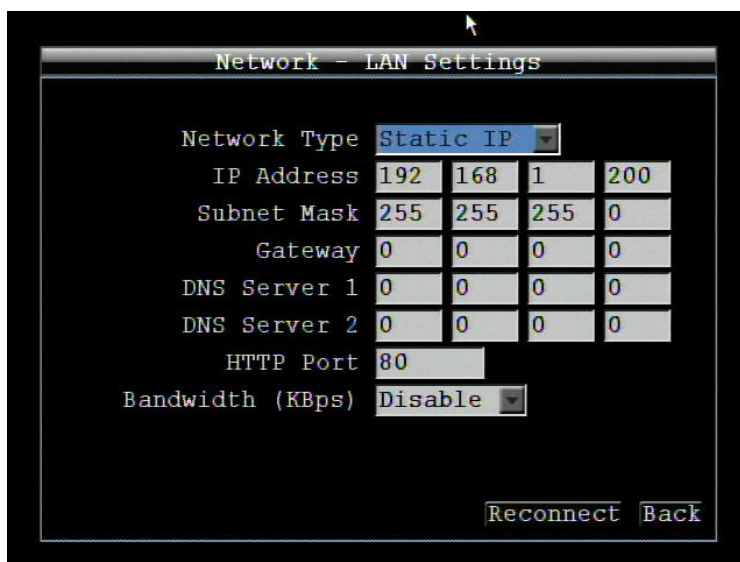 Network - LAN Settings
Network Type Static IP
IP Address 192 168 1 200
Subnet Mask 255 255 255 0
Gateway 0 0 0 0
DNS Server 1 0 0 0 0
DNS Server 2 0 0 0 0
HTTP Port 80
Bandwidth (KBps) Disable
Reconnect Back